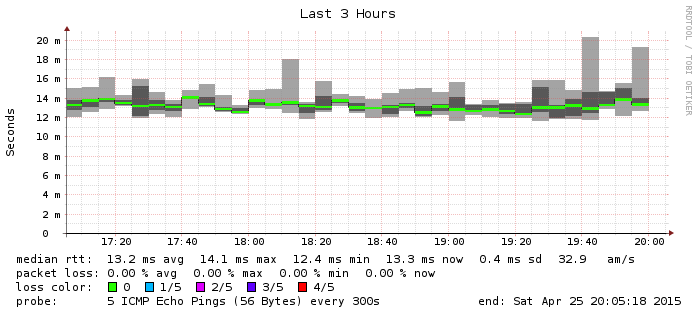 Last 3 Hours
RRDTOOL / TOBI OETIKER
Seconds
20 m
18 m
16 m
14 m
12 m
10 m
8 m
6 m
4 m
2 m
0
17:20 17:40 18:00 18:20 18:40 19:00 19:20 19:40 20:00
median rtt: 13.2 ms avg 14.1 ms max 12.4 ms min 13.3 ms now 0.4 ms sd 32.9 am/s
packet loss: 0.00 % avg 0.00 % max 0.00 % min 0.00 % now
loss color: 0 1/5 2/5 3/5 4/5
probe: 5 ICMP Echo Pings (56 Bytes) every 300s end: Sat Apr 25 20:05:18 2015